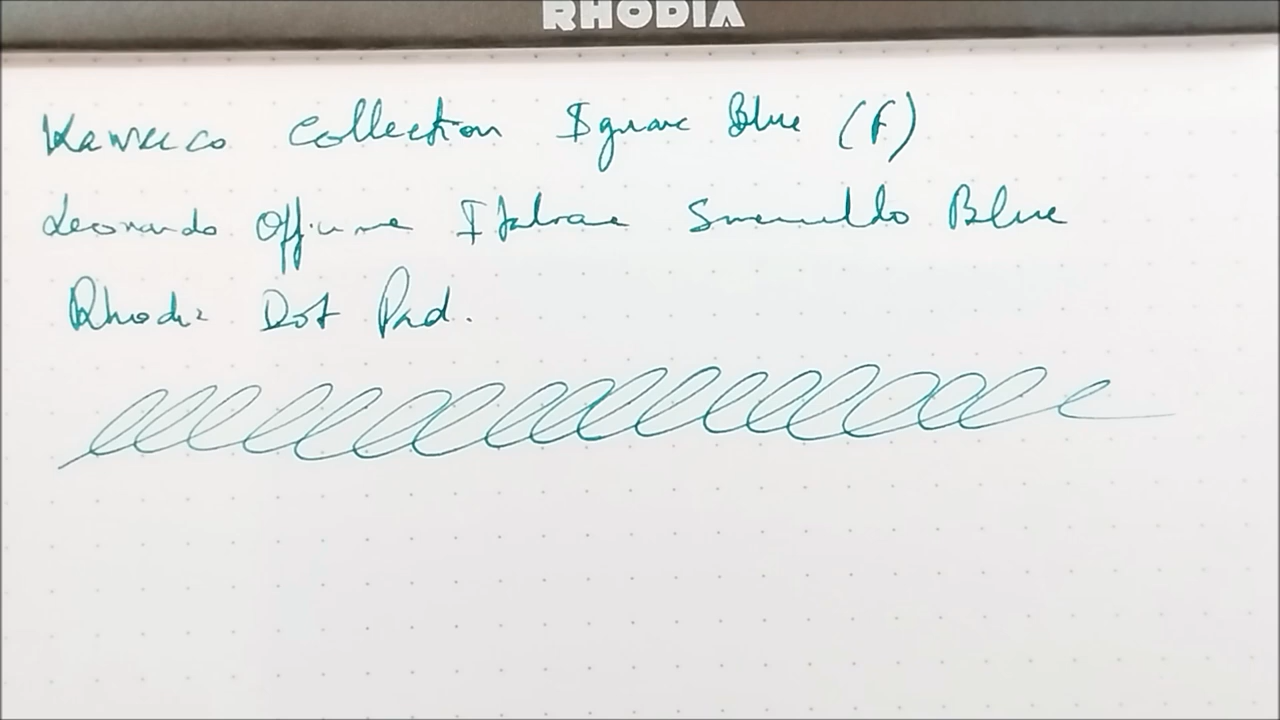 RHODIA
Kaweco Collection Iguana Blue (F)
Leonardo Officina Italiana Smeraldo Blue
Rhodia Dot Pad.